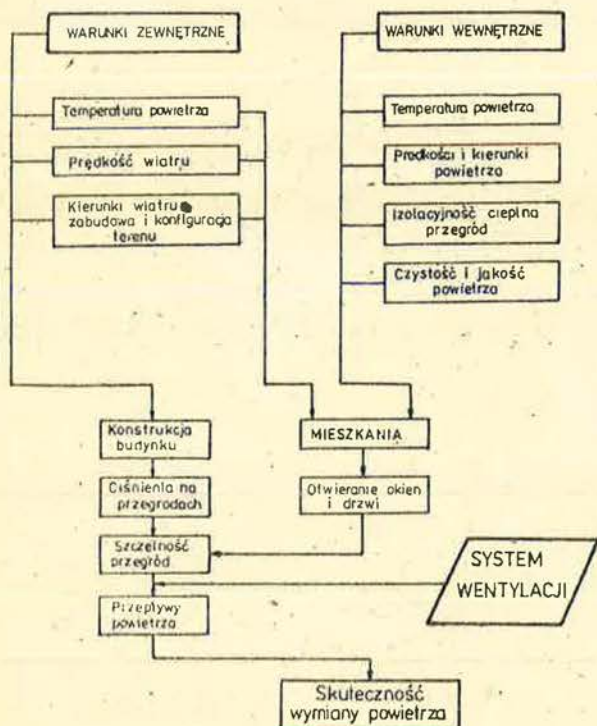 WARUNKI ZEWNĘTRZNE
WARUNKI WEWNĘTRZNE
Temperatura powietrza
Prędkość wiatru
Kierunki wiatru
zabudowa i konfiguracja
terenu
Temperatura powietrza
Prędkości i kierunki
powietrza
Izolacyjność cieplna
przegród
Czystość i jakość
powietrza
Konstrukcja
budynku
MIESZKANIA
Ciśnienia na
przegrodach
Otwieranie okien
i drzwi
Szczelność
przegród
SYSTEM
WENTYLACJI
Przepływy
powietrza
Skuteczność
wymiany powietrza